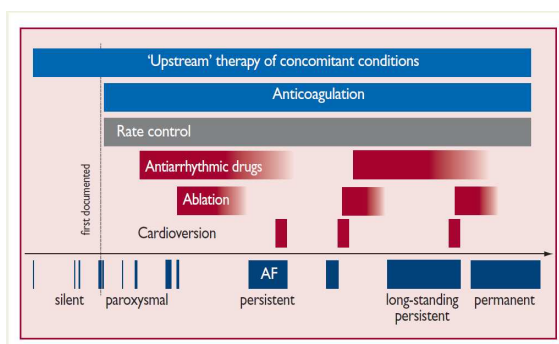 'Upstream' therapy of concomitant conditions
Anticoagulation
Rate control
first documented
Antiarrhythmic drugs
Ablation
Cardioversion
AF
silent paroxysmal persistent long-standing persistent permanent